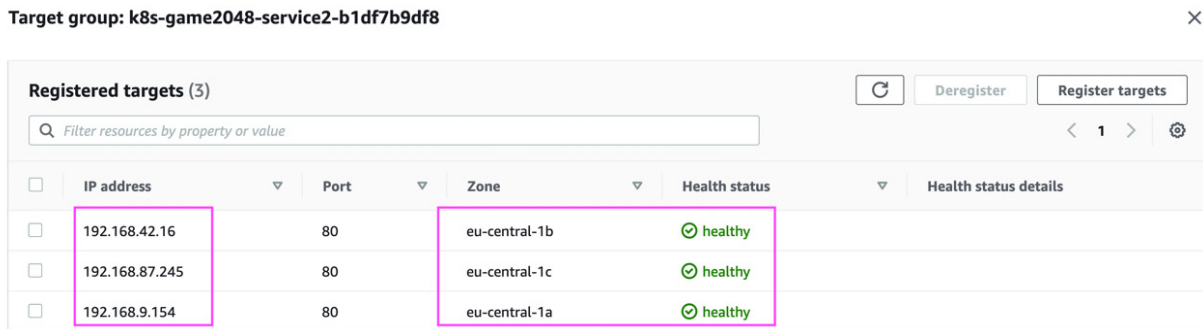 Target group: k8s-game2048-service2-b1df7b9df8
Registered targets (3)
Deregister
Register targets
Filter resources by property or value
1
IP address Port Zone Health status Health status details
192.168.42.16 80 eu-central-1b healthy
192.168.87.245 80 eu-central-1c healthy
192.168.9.154 80 eu-central-1a healthy